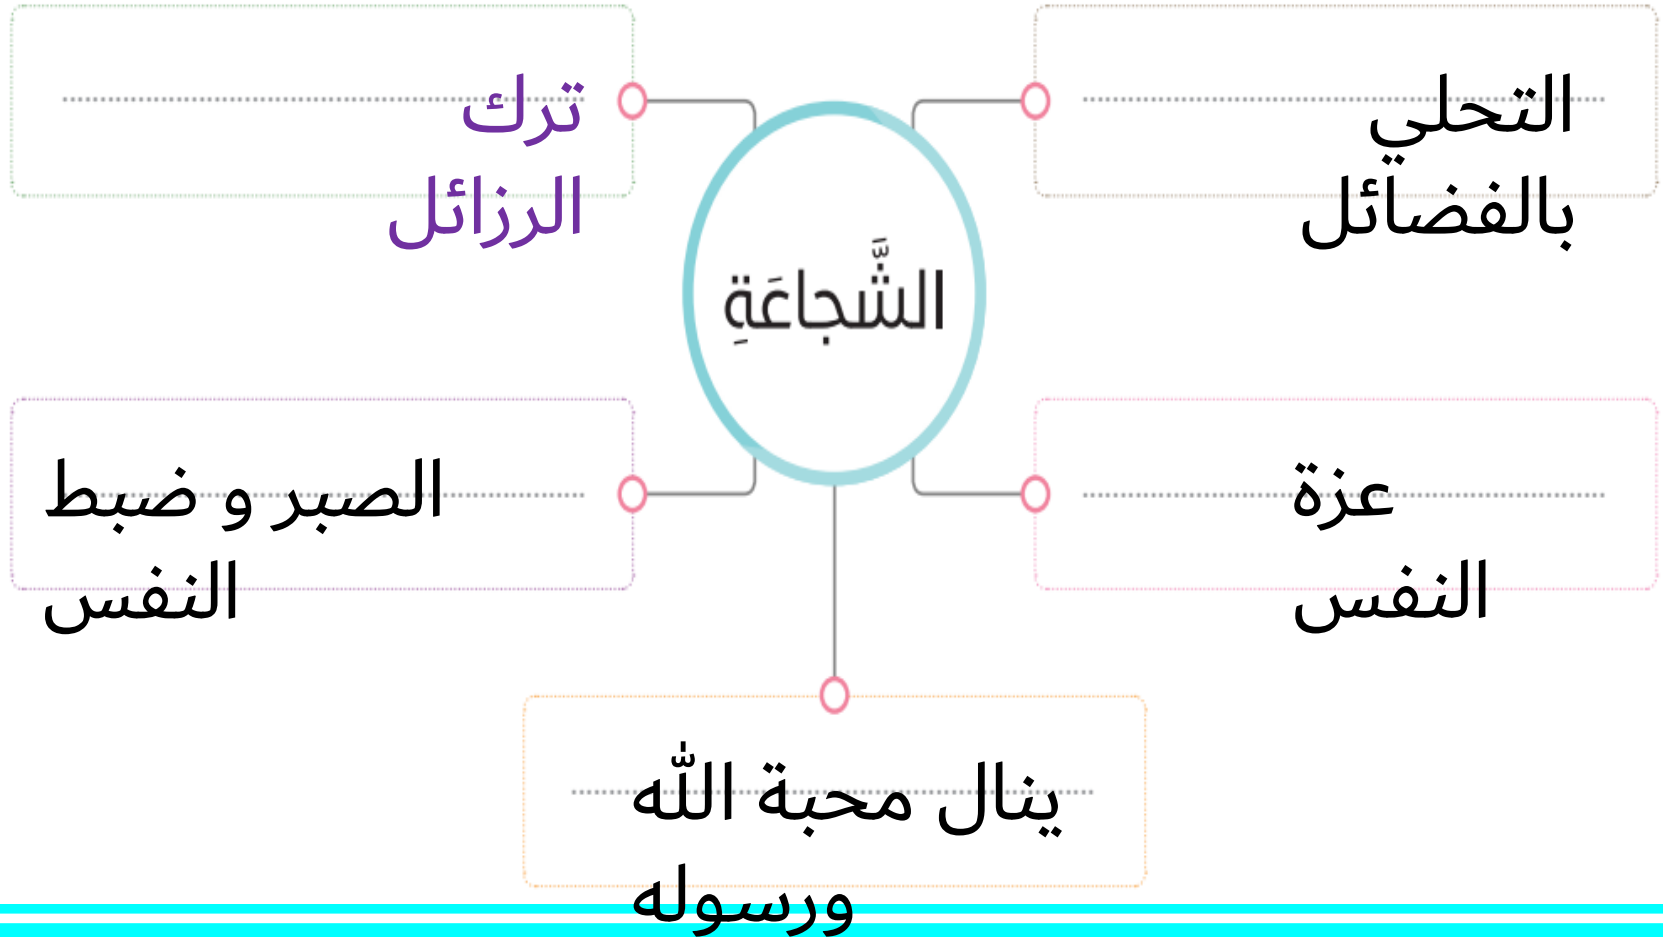 التحلي
بالفضائل
ترك
الرزائل
الشَّجاعَةِ
عزة
النفس
الصبر و ضبط
النفس
ينال محبة الله
ورسوله